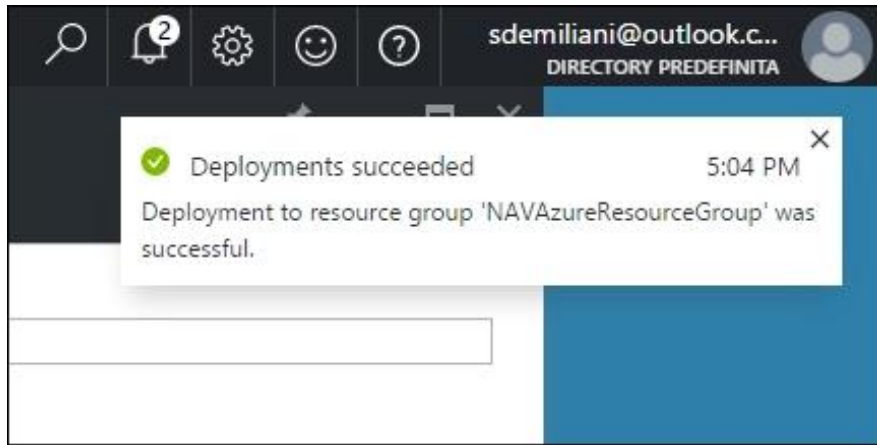 2
sdemiliani@outlook.c...
DIRECTORY PREDEFINITA
Deployments succeeded 5:04 PM
Deployment to resource group 'NAVAzureResourceGroup' was
successful.